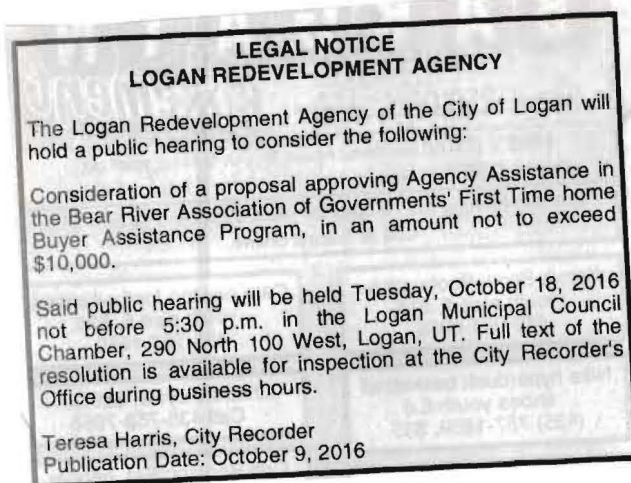 LEGAL NOTICE
LOGAN REDEVELOPMENT AGENCY
The Logan Redevelopment Agency of the City of Logan will
hold a public hearing to consider the following:
Consideration of a proposal approving Agency Assistance in
the Bear River Association of Governments' First Time home
Buyer Assistance Program, in an amount not to exceed
$10,000.
Said public hearing will be held Tuesday, October 18, 2016
not before 5:30 p.m. in the Logan Municipal Council
Chamber, 290 North 100 West, Logan, UT. Full text of the
resolution is available for inspection at the City Recorder's
Office during business hours.
Teresa Harris, City Recorder
Publication Date: October 9, 2016